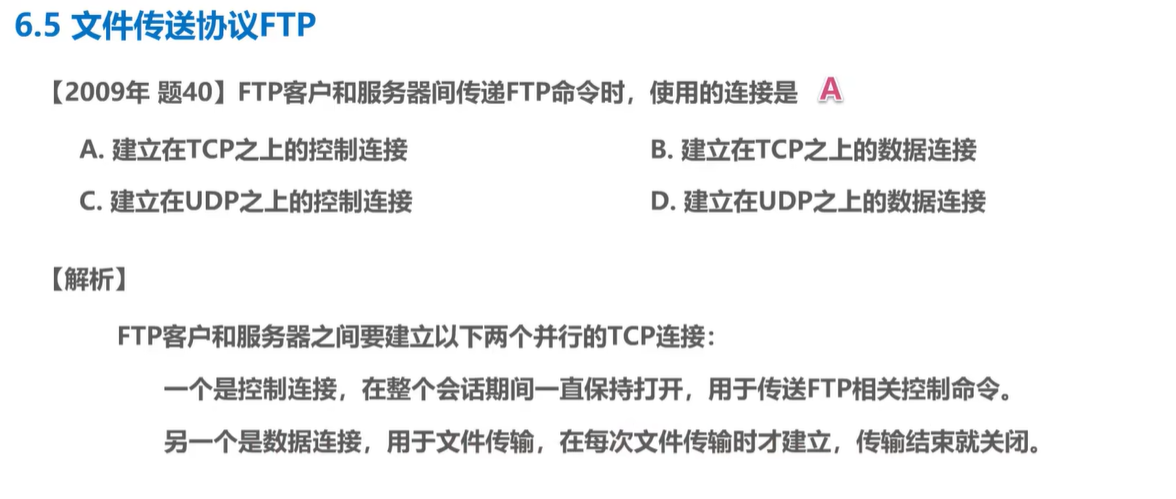 6.5 文件传送协议FTP
【2009年 题40】FTP客户和服务器间传递FTP命令时，使用的连接是 A
A. 建立在TCP之上的控制连接 B. 建立在TCP之上的数据连接
C. 建立在UDP之上的控制连接 D. 建立在UDP之上的数据连接
【解析】
FTP客户和服务器之间要建立以下两个并行的TCP连接：
一个是控制连接，在整个会话期间一直保持打开，用于传送FTP相关控制命令。
另一个是数据连接，用于文件传输，在每次文件传输时才建立，传输结束就关闭。